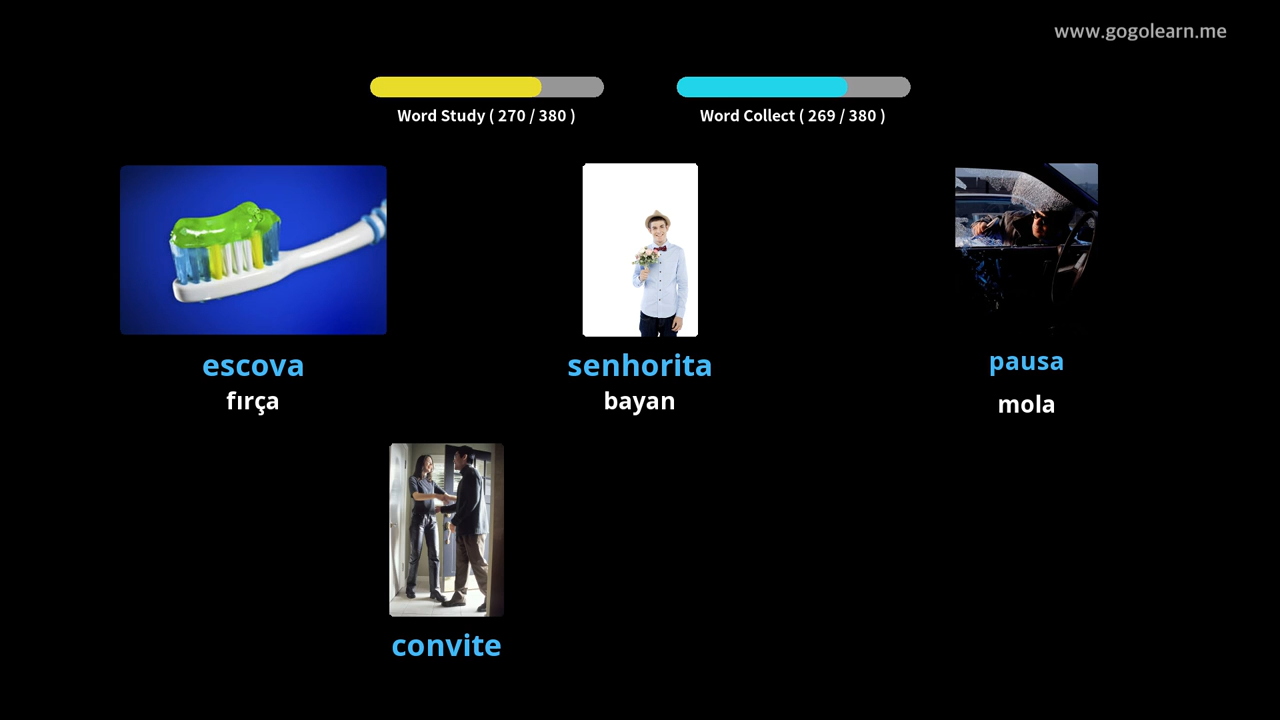 www.gogolearn.me
Word Study ( 270 / 380 )
Word Collect ( 269 / 380 )
escova
fırça
senhorita
bayan
pausa
mola
convite